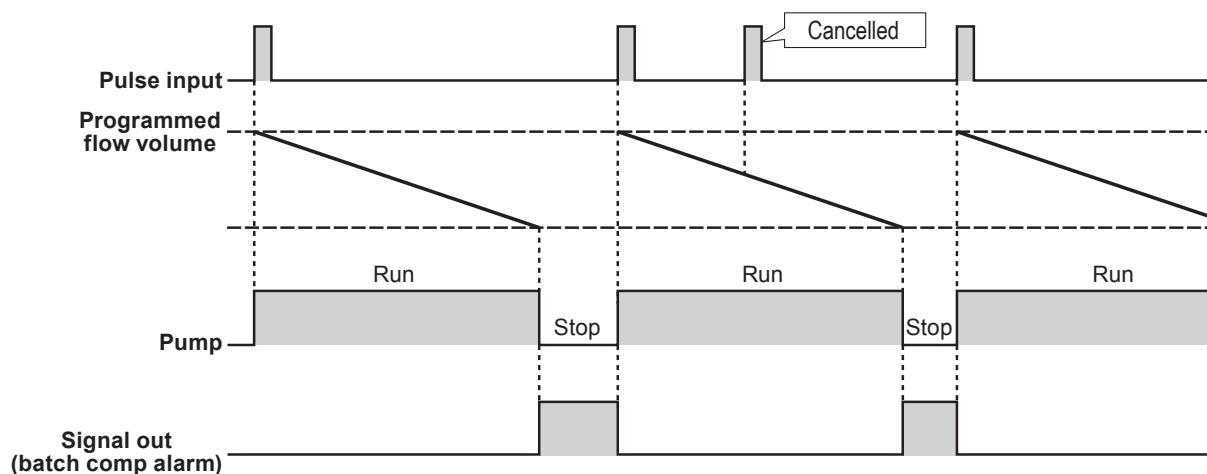 Cancelled
Pulse input
Programmed
flow volume
Run
Run
Run
Stop
Stop
Pump
Signal out
(batch comp alarm)